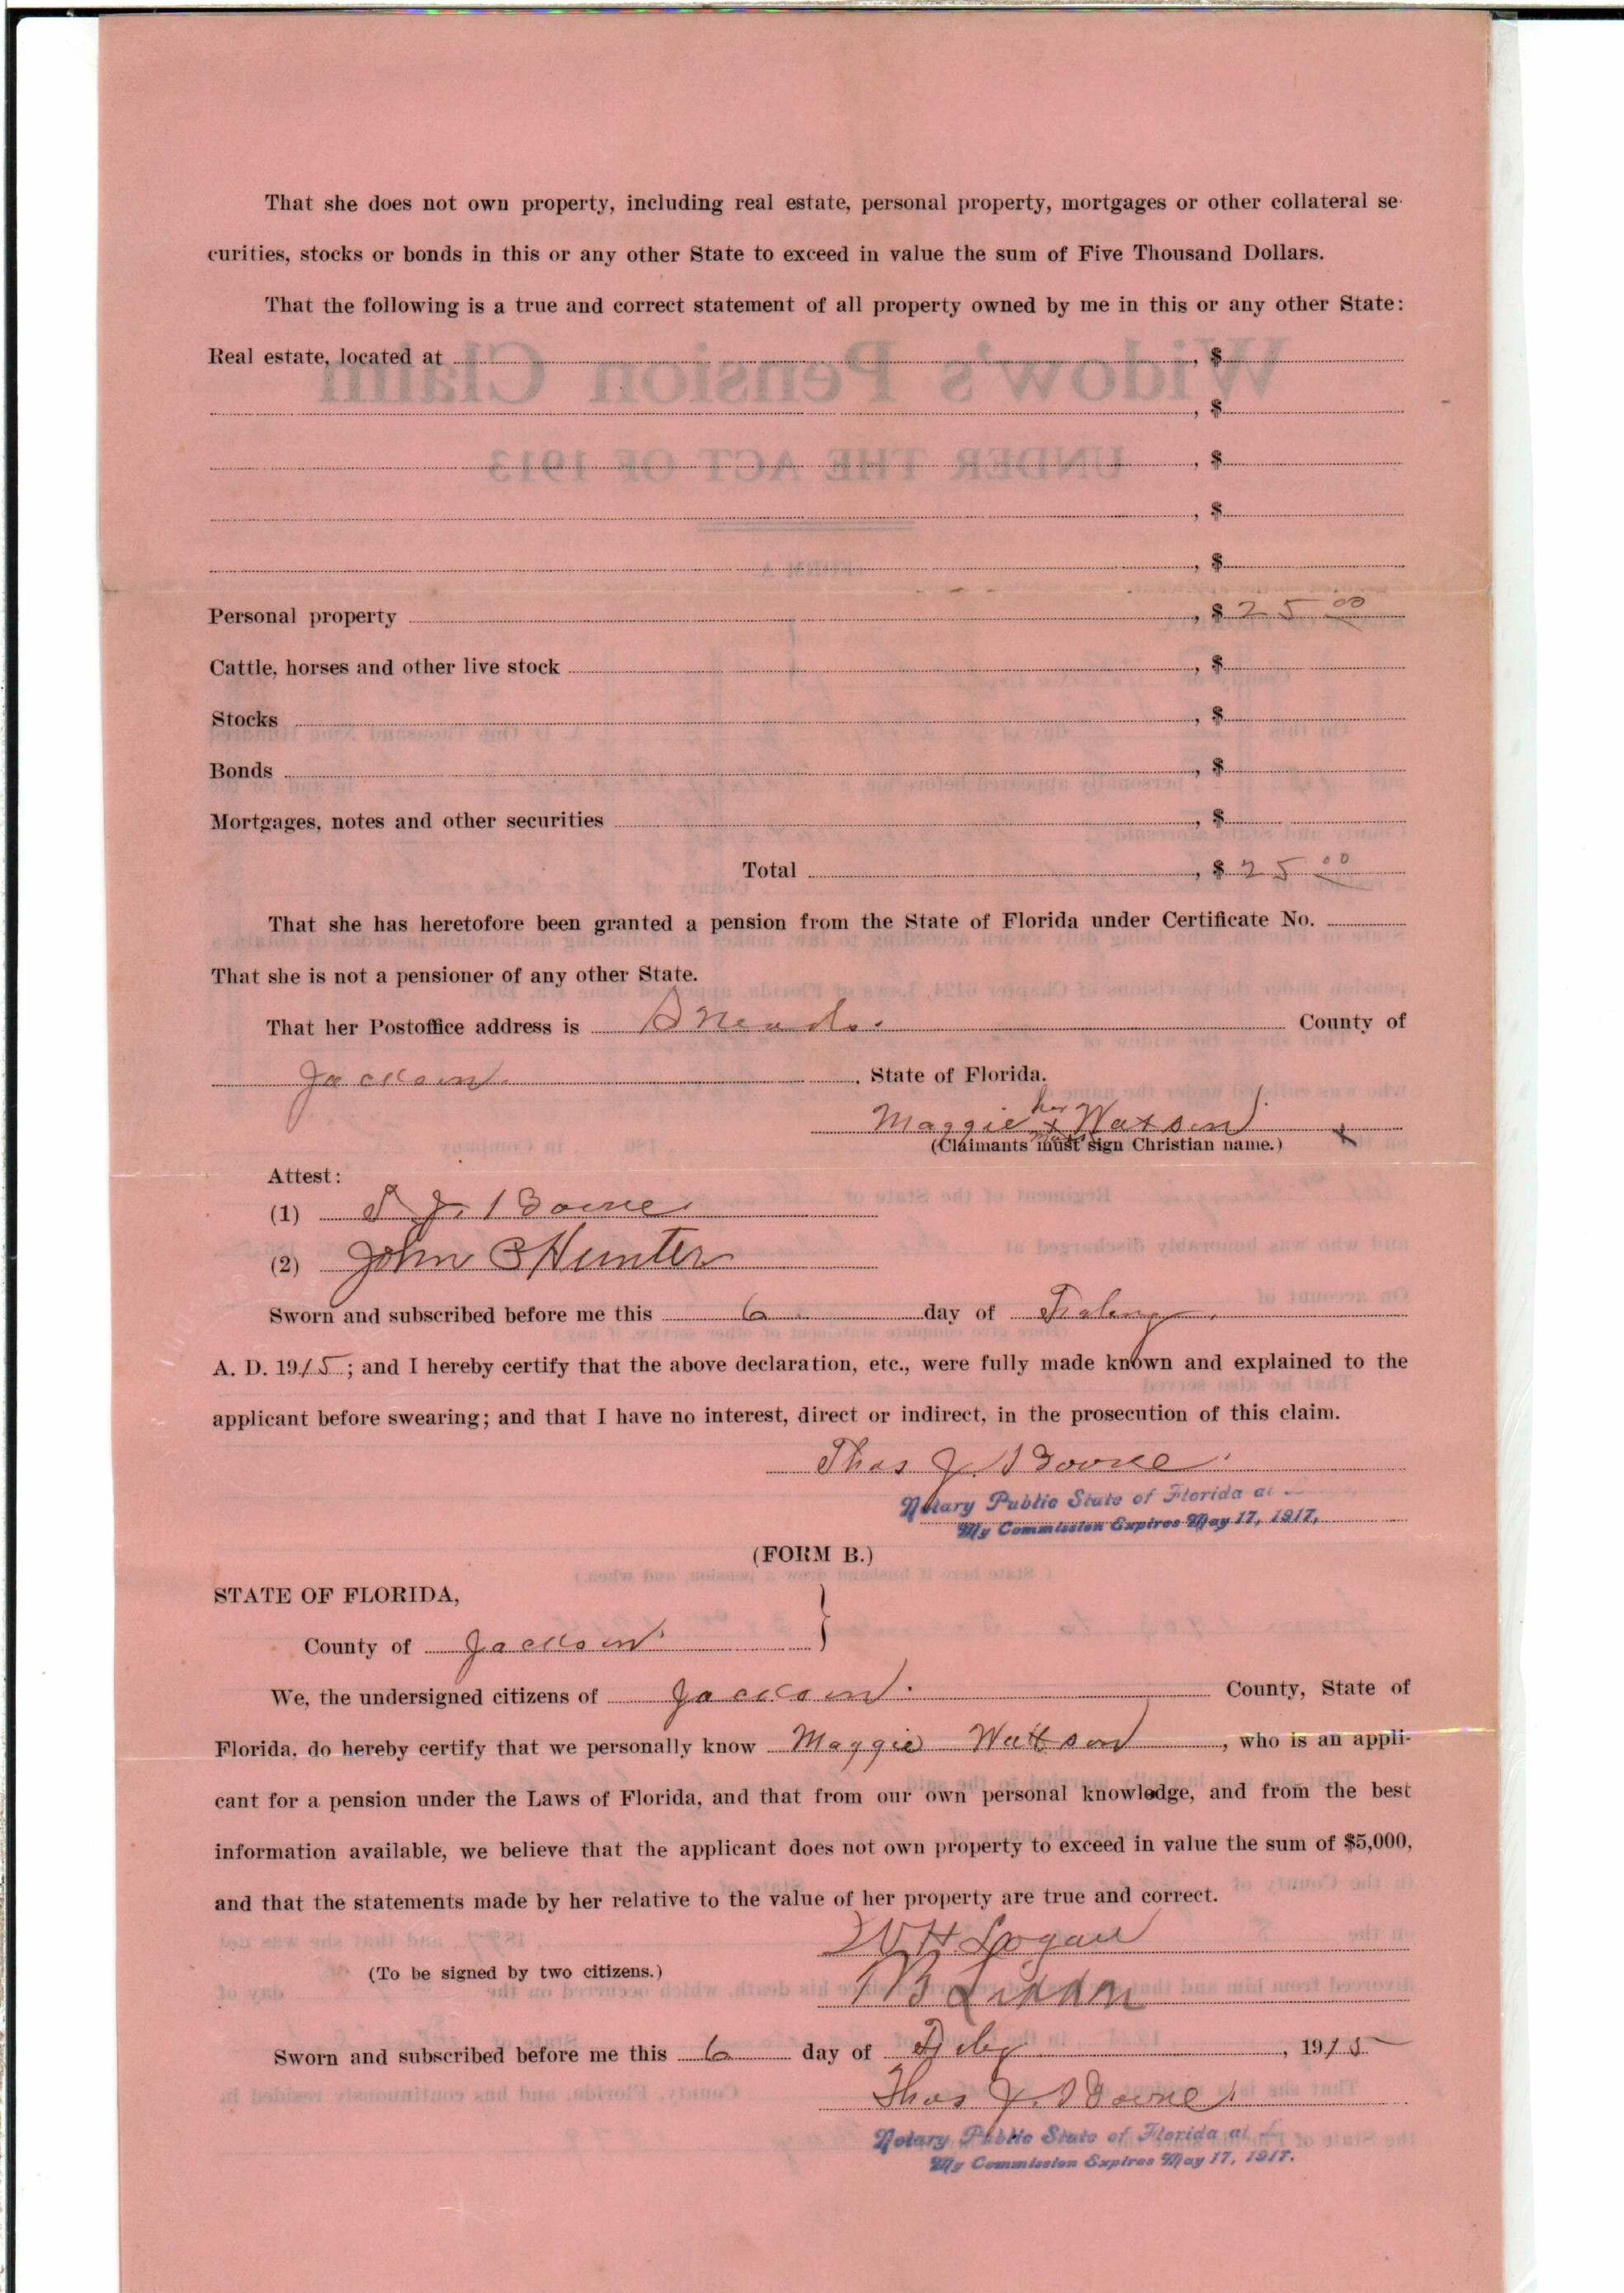 That she does not own property, including real estate, personal property, mortgages or other collateral se-
curities, stocks or bonds in this or any other State to exceed in value the sum of Five Thousand Dollars.
That the following is a true and correct statement of all property owned by me in this or any other State:
Real estate, located at , $
, $
, $
, $
, $
Personal property , $ 25 00
Cattle, horses and other live stock , $
Stocks , $
Bonds , $
Mortgages, notes and other securities , $
Total , $ 25 00
That she has heretofore been granted a pension from the State of Florida under Certificate No.
That she is not a pensioner of any other State.
That her Postoffice address is Sneads. County of
Jackson. , State of Florida.
her
Maggie x Watson
mark
(Claimants must sign Christian name.) x
Attest:
(1) J.
(2) John Hunter
Sworn and subscribed before me this 6 day of
A. D. 1915; and I hereby certify that the above declaration, etc., were fully made known and explained to the
applicant before swearing; and that I have no interest, direct or indirect, in the prosecution of this claim.
Thos J.
Notary Public State of Florida at
My Commission Expires May 17, 1917.
(FORM B.)
STATE OF FLORIDA,
County of Jackson }
We, the undersigned citizens of Jackson. County, State of
Florida, do hereby certify that we personally know Maggie Wattson, who is an appli-
cant for a pension under the Laws of Florida, and that from our own personal knowledge, and from the best
information available, we believe that the applicant does not own property to exceed in value the sum of $5,000,
and that the statements made by her relative to the value of her property are true and correct.
W H Logan
(To be signed by two citizens.)
Liddon
Sworn and subscribed before me this 6 day of , 1915
Thos J.
Notary Public State of Florida at
My Commission Expires May 17, 1917.
Widow's Pension Claim
UNDER THE ACT OF 1913